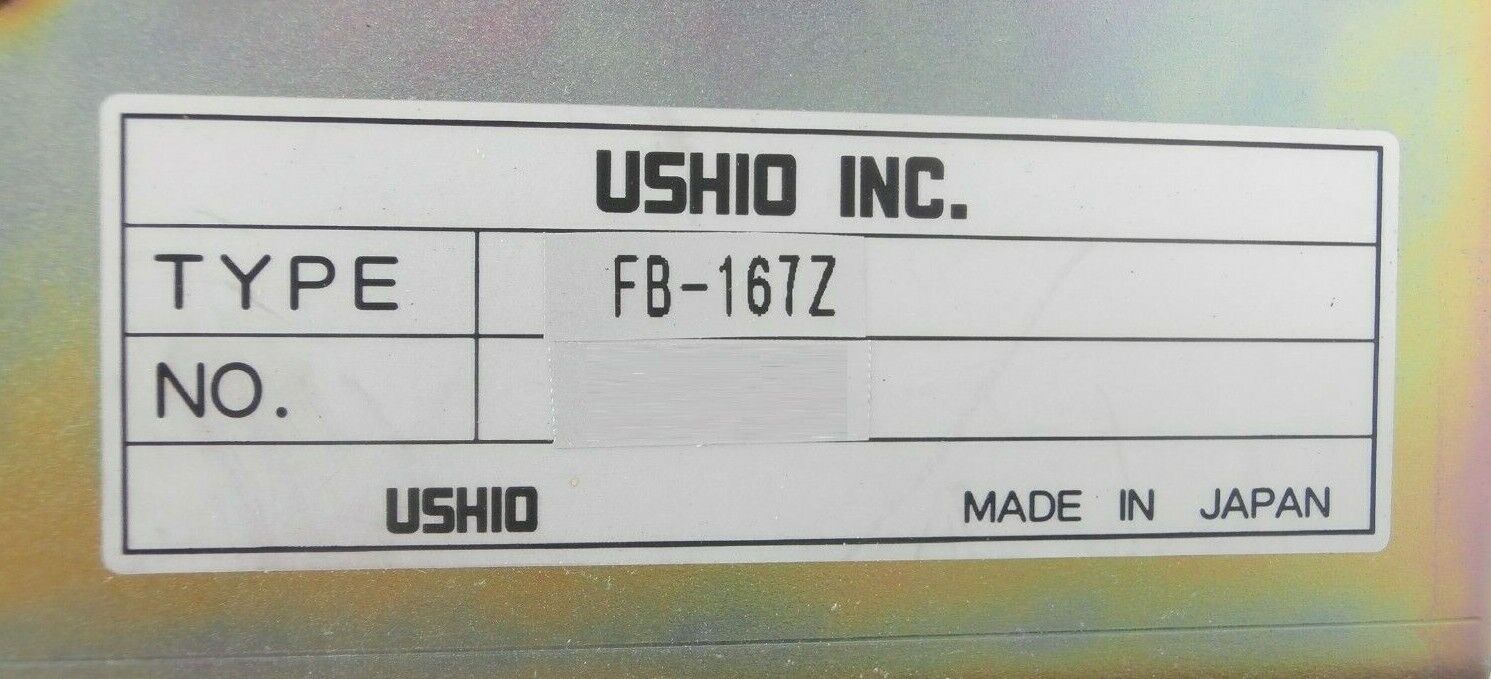 USHIO INC.
TYPE FB-167Z
NO.
USHIO MADE IN JAPAN